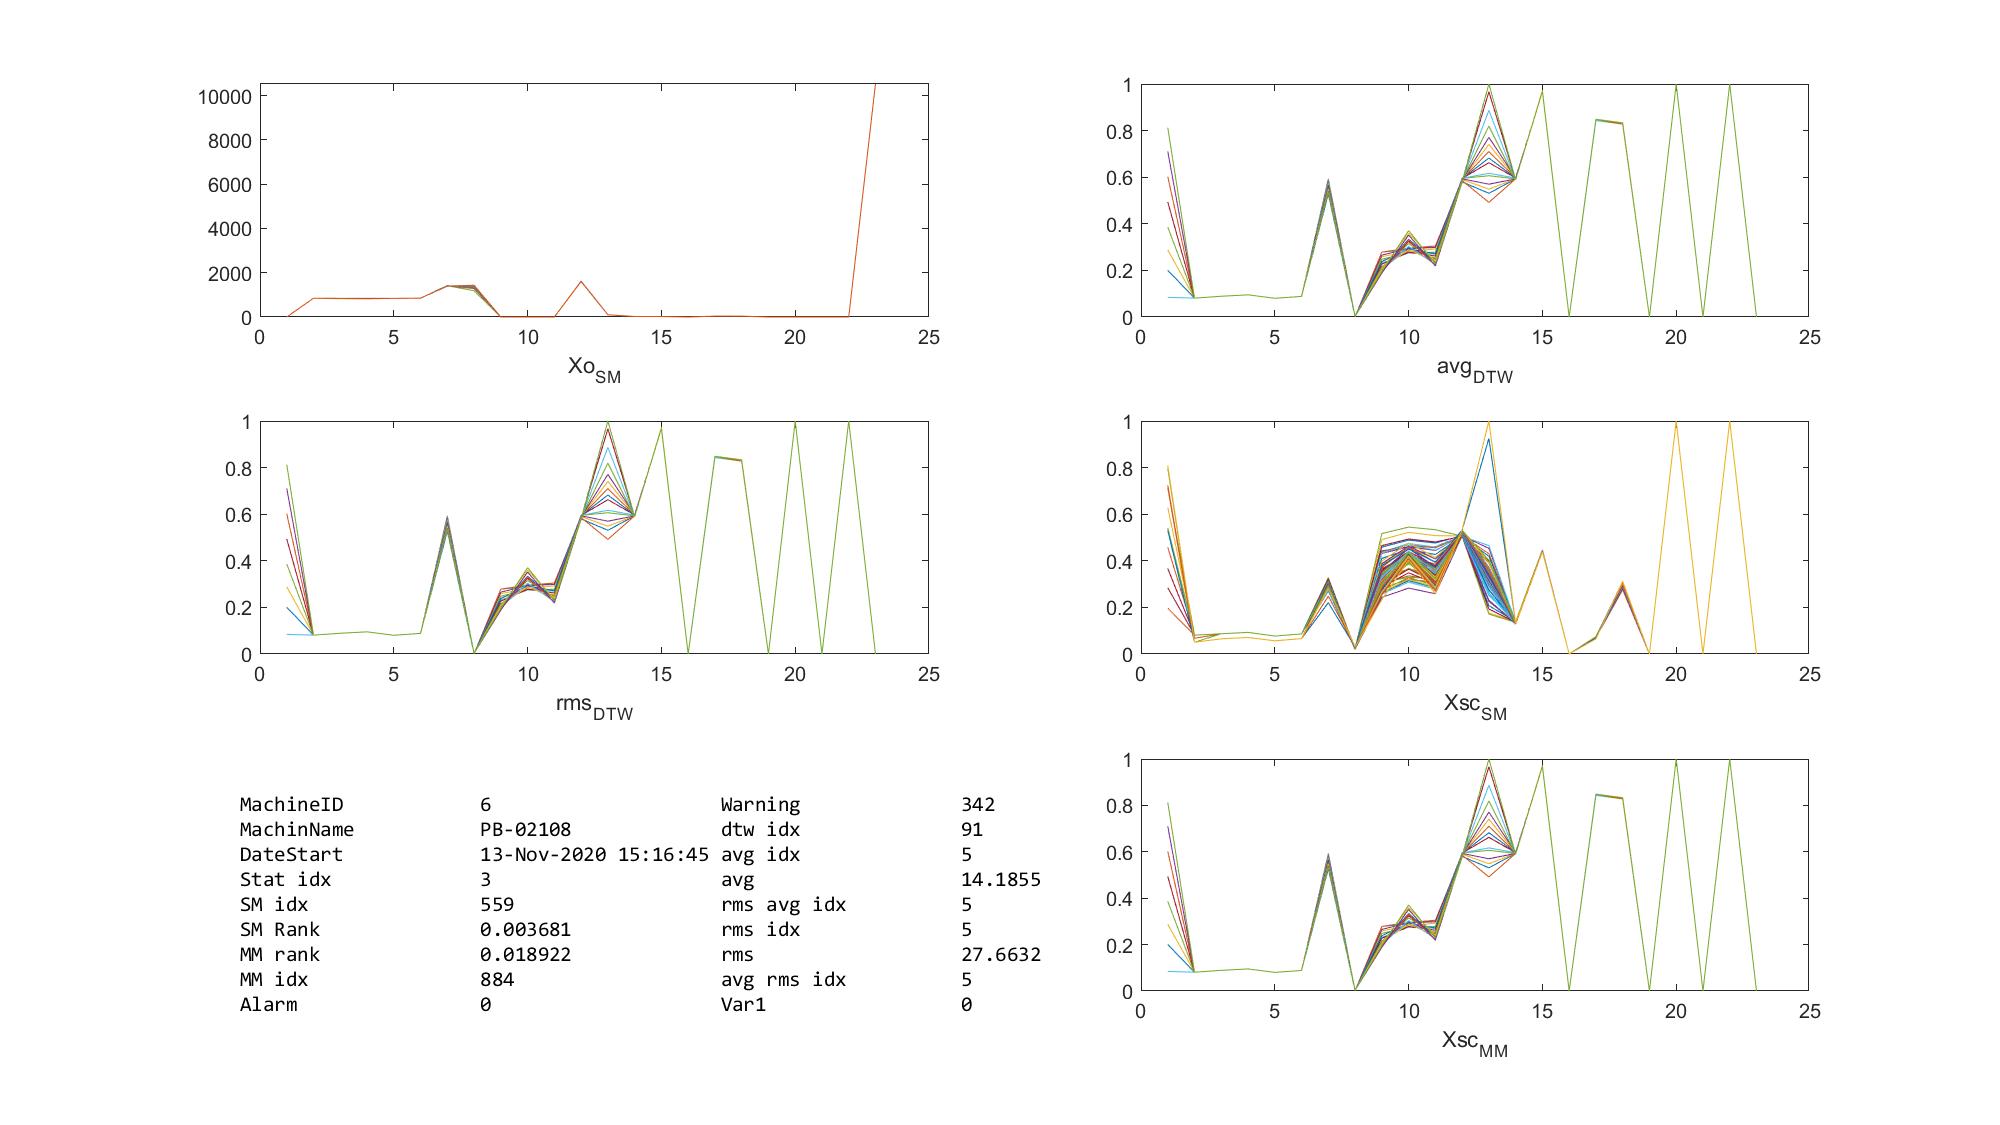 10000
8000
6000
4000
2000
0
0 5 10 15 20 25
XoSM
1
0.8
0.6
0.4
0.2
0
0 5 10 15 20 25
avgDTW
1
0.8
0.6
0.4
0.2
0
0 5 10 15 20 25
rmsDTW
1
0.8
0.6
0.4
0.2
0
0 5 10 15 20 25
XscSM
MachineID 6 Warning 342
MachinName PB-02108 dtw idx 91
DateStart 13-Nov-2020 15:16:45 avg idx 5
Stat idx 3 avg 14.1855
SM idx 559 rms avg idx 5
SM Rank 0.003681 rms idx 5
MM rank 0.018922 rms 27.6632
MM idx 884 avg rms idx 5
Alarm 0 Var1 0
1
0.8
0.6
0.4
0.2
0
0 5 10 15 20 25
XscMM